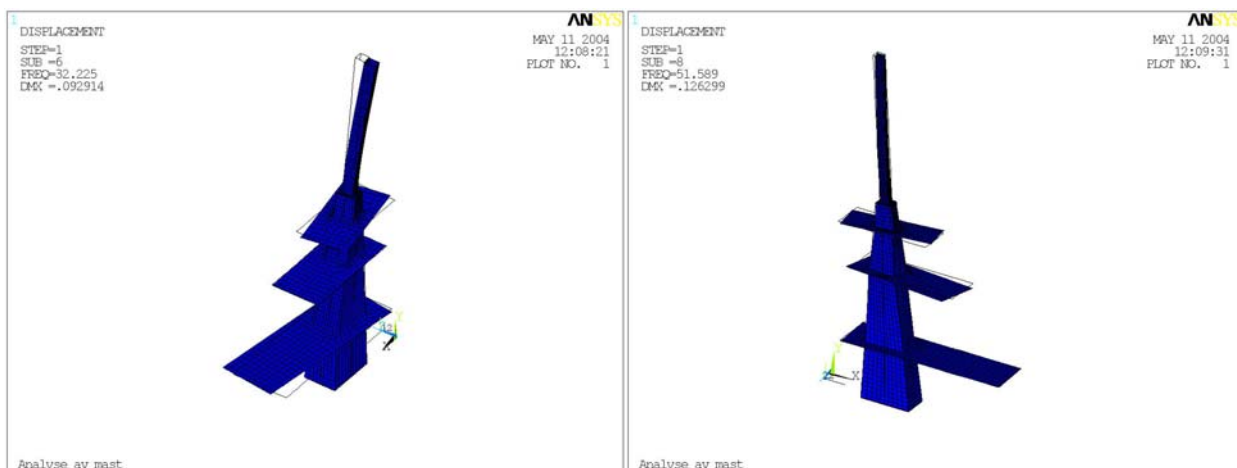 1
ANSYS
DISPLACEMENT
STEP=1
SUB =6
FREQ=32.225
DMX =.092914
MAY 11 2004
12:08:21
PLOT NO. 1
Y
X
Analyse av mast
1
ANSYS
DISPLACEMENT
STEP=1
SUB =8
FREQ=51.589
DMX =.126299
MAY 11 2004
12:09:31
PLOT NO. 1
X
Analyse av mast